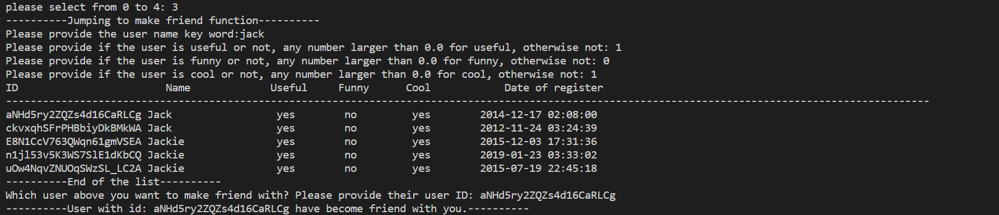 please select from 0 to 4: 3
----------Jumping to make friend function----------
Please provide the user name key word:jack
Please provide if the user is useful or not, any number larger than 0.0 for useful, otherwise not: 1
Please provide if the user is funny or not, any number larger than 0.0 for funny, otherwise not: 0
Please provide if the user is cool or not, any number larger than 0.0 for cool, otherwise not: 1
ID                        Name             Useful     Funny      Cool            Date of register
------------------------------------------------------------------------------------------------------------------------------------------------------
aNHd5ry2ZQZs4d16CaRLCg Jack                 yes        no         yes        2014-12-17 02:08:00
ckvxqhSFrPHBbiyDkBMkWA Jack                 yes        no         yes        2012-11-24 03:24:39
E8N1CcV763QWqn61gmVSEA Jackie               yes        no         yes        2015-12-03 17:31:36
n1jl53v5K3WS7SlE1dKbCQ Jackie               yes        no         yes        2019-01-23 03:33:02
uOw4NqvZNUOqSWzSL_LC2A Jackie               yes        no         yes        2015-07-19 22:45:18
----------End of the list----------
Which user above you want to make friend with? Please provide their user ID: aNHd5ry2ZQZs4d16CaRLCg
----------User with id: aNHd5ry2ZQZs4d16CaRLCg have become friend with you.----------